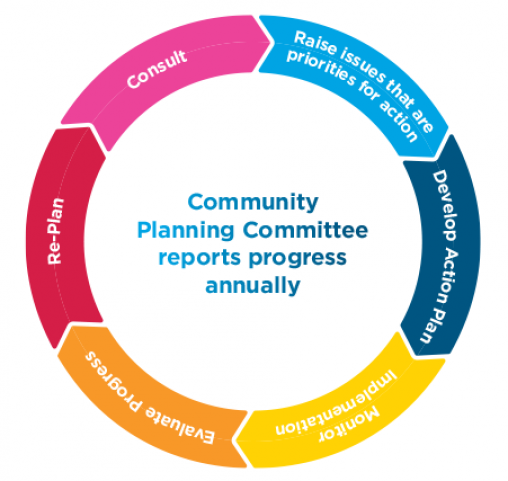 Consult
Raise issues that are
priorities for action
Develop Action Plan
Monitor
Implementation
Evaluate Progress
Re-Plan
Community
Planning Committee
reports progress
annually